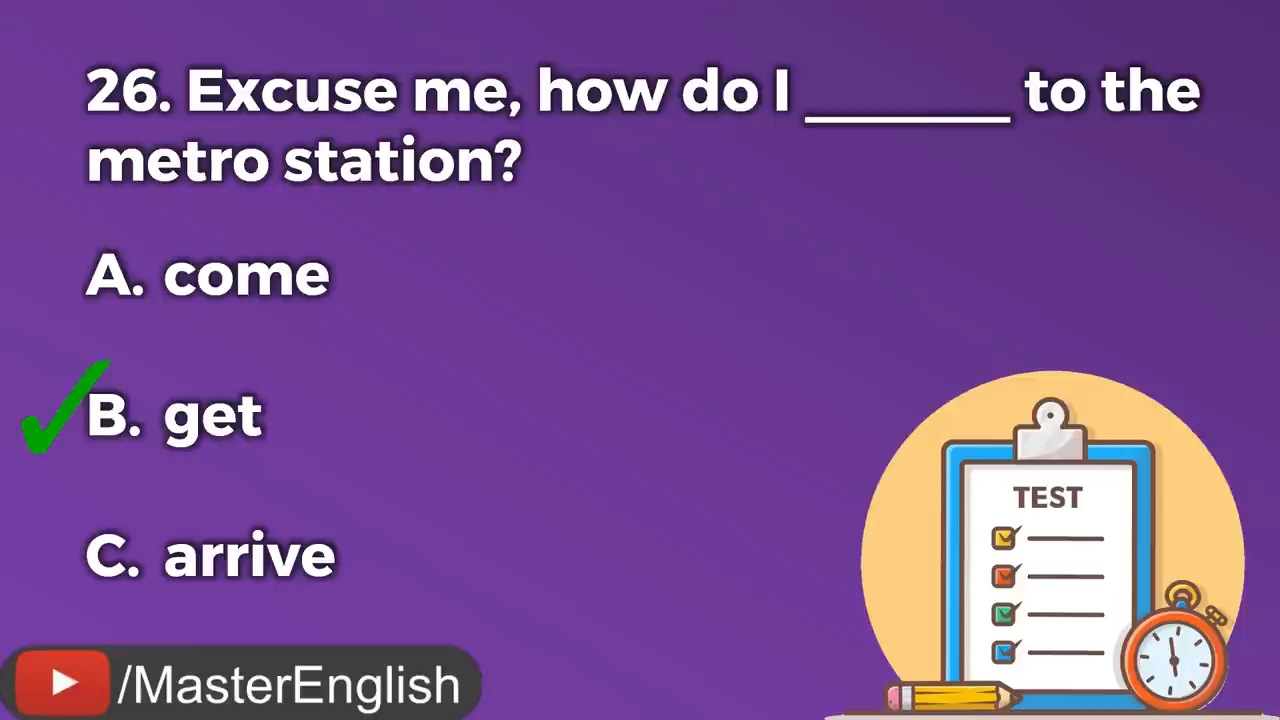 26. Excuse me, how do I _______ to the
metro station?
A. come
B. get
C. arrive
TEST
/MasterEnglish